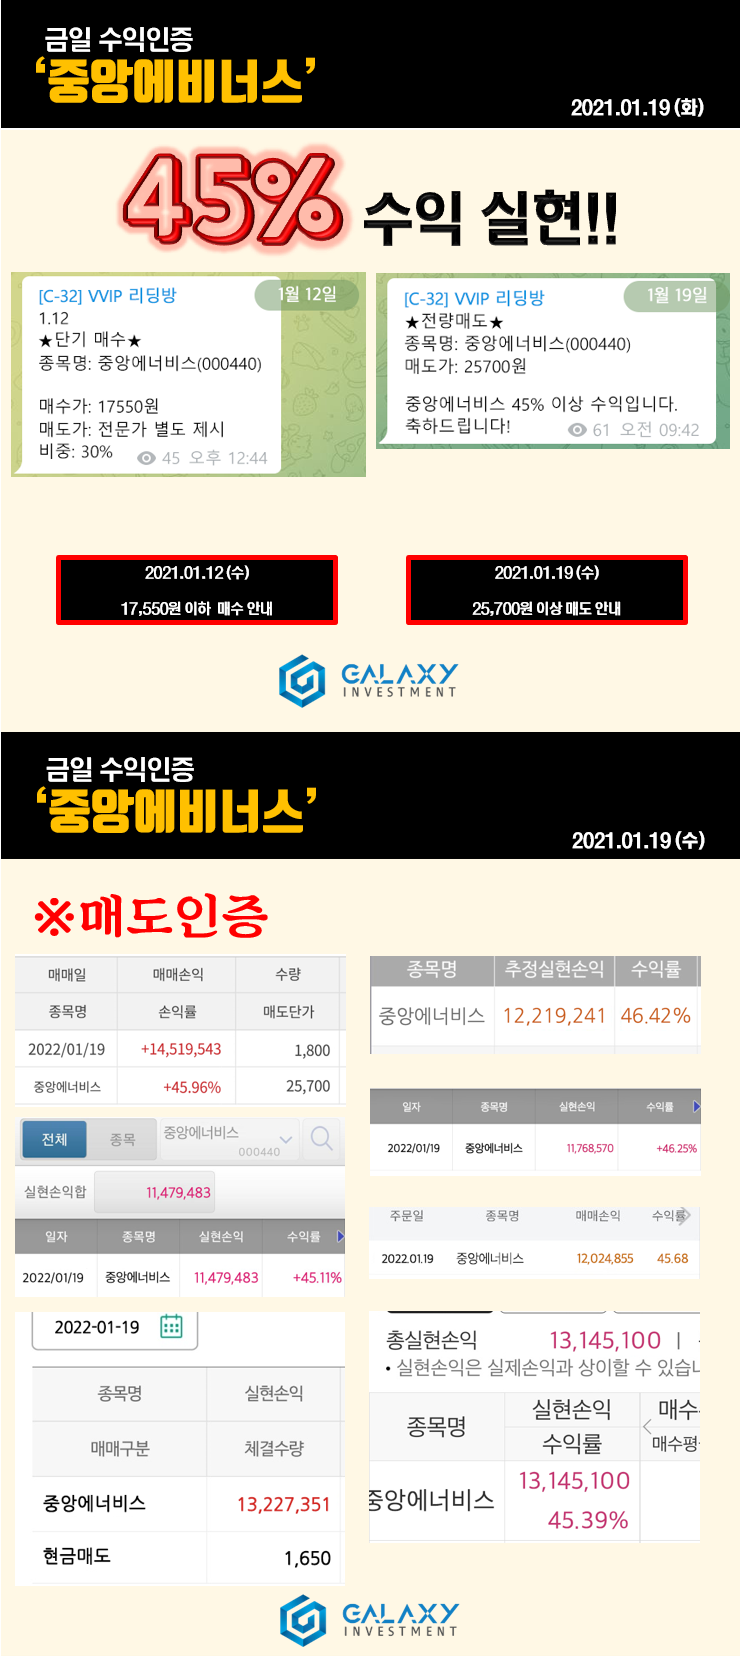 금일 수익인증
‘중앙에비너스’
2021.01.19 (화)
45% 수익 실현!!
[C-32] VVIP 리딩방
1월 12일
1.12
★단기 매수★
종목명: 중앙에너비스(000440)
매수가: 17550원
매도가: 전문가 별도 제시
비중: 30%
45 오후 12:44
[C-32] VVIP 리딩방
1월 19일
★전량매도★
종목명: 중앙에너비스(000440)
매도가: 25700원
중앙에너비스 45% 이상 수익입니다.
축하드립니다!
61 오전 09:42
2021.01.12 (수)
17,550원 이하 매수 안내
2021.01.19 (수)
25,700원 이상 매도 안내
GALAXY
INVESTMENT
금일 수익인증
‘중앙에비너스’
2021.01.19 (수)
※매도인증
매매일 매매손익 수량
종목명 손익률 매도단가
2022/01/19 +14,519,543 1,800
중앙에너비스 +45.96% 25,700
종목명 추정실현손익 수익률
중앙에너비스 12,219,241 46.42%
전체 종목 중앙에너비스
000440
실현손익합 11,479,483
일자 종목명 실현손익 수익률
2022/01/19 중앙에너비스 11,479,483 +45.11%
일자 종목명 실현손익 수익률
2022/01/19 중앙에너비스 11,768,570 +46.25%
주문일 종목명 매매손익 수익률
2022.01.19 중앙에너비스 12,024,855 45.68
2022-01-19
종목명 실현손익
매매구분 체결수량
중앙에너비스 13,227,351
현금매도 1,650
총실현손익 13,145,100
• 실현손익은 실제손익과 상이할 수 있습니
종목명 실현손익 매수
수익률 매수평
중앙에너비스 13,145,100
45.39%
GALAXY
INVESTMENT